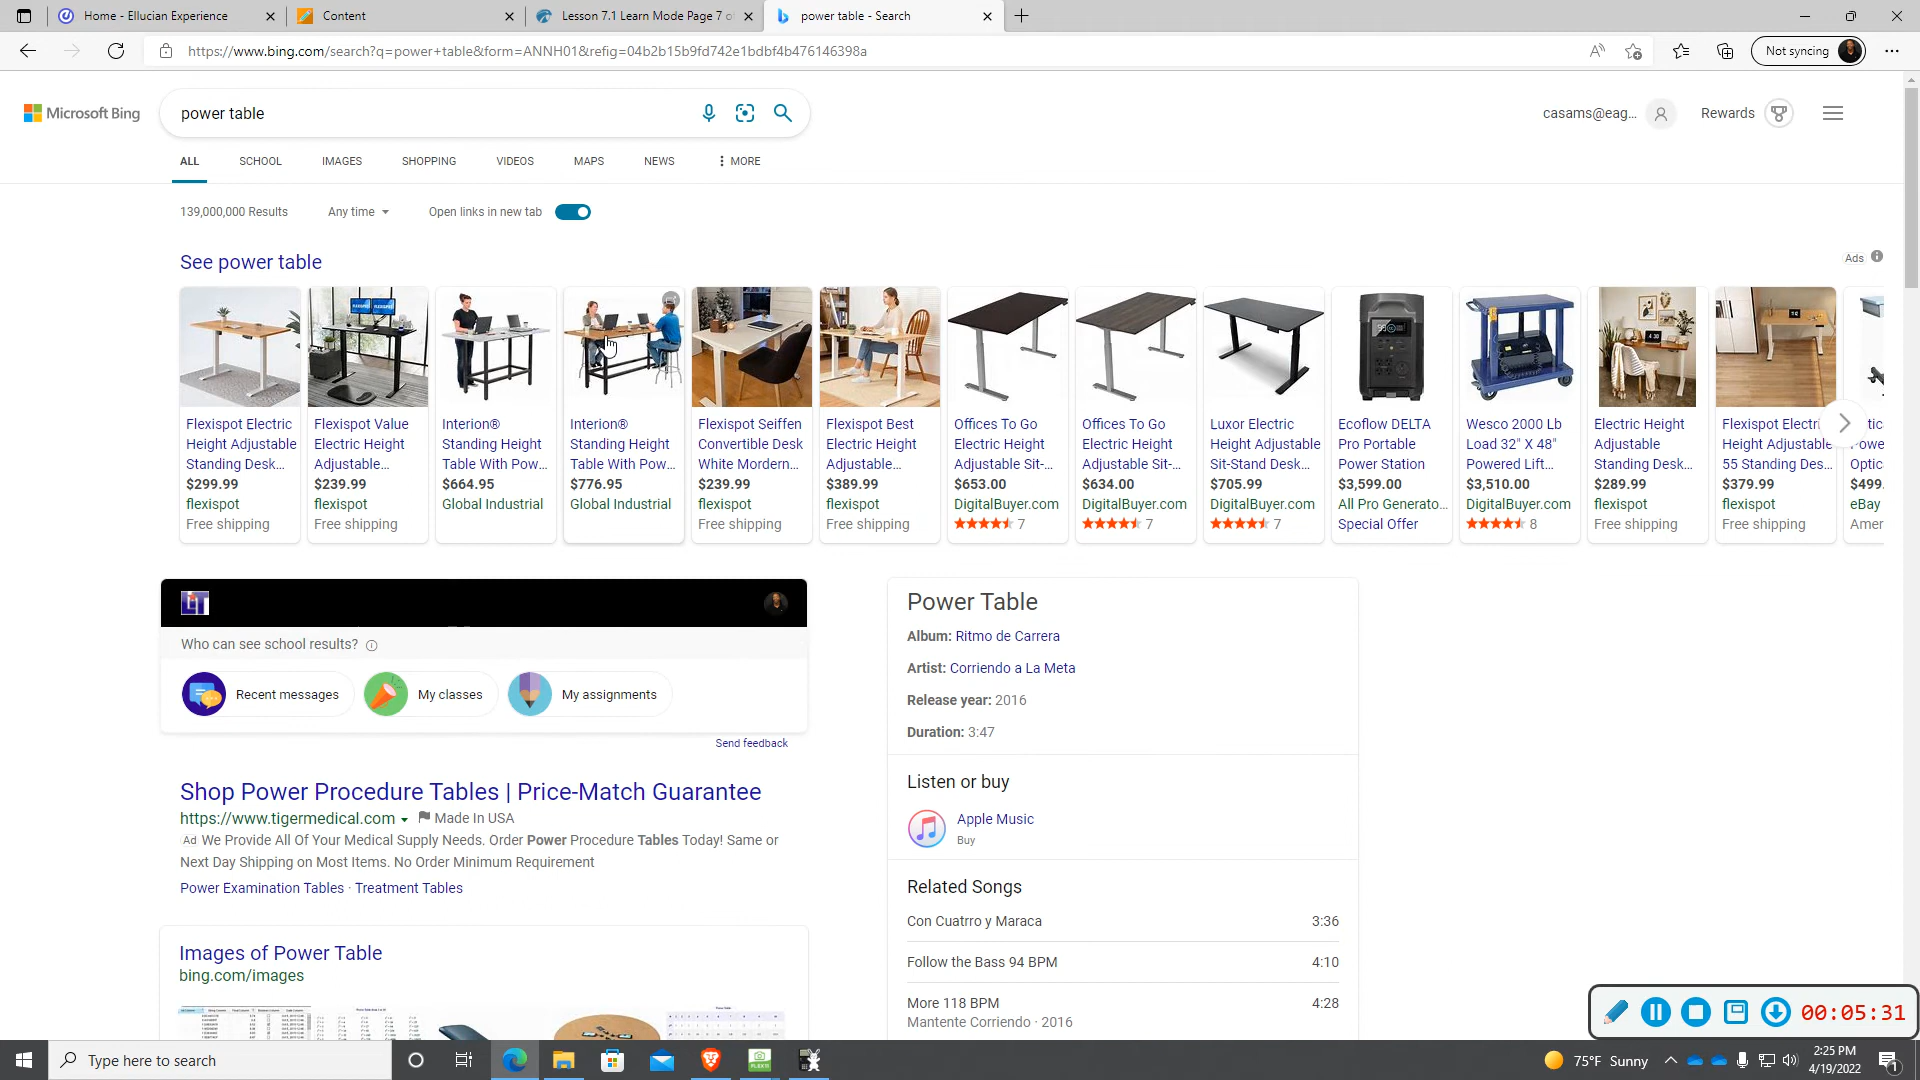 Home - Ellucian Experience
Content
Lesson 7.1 Learn Mode Page 7 o
power table - Search
https://www.bing.com/search?q=power+table&form=ANNH01&refig=04b2b15b9fd742e1bdbf4b476146398a
Not syncing
Microsoft Bing
power table
casams@eag...
Rewards
ALL SCHOOL IMAGES SHOPPING VIDEOS MAPS NEWS MORE
139,000,000 Results Any time Open links in new tab
See power table
Ads
Flexispot Electric
Height Adjustable
Standing Desk...
$299.99
flexispot
Free shipping
Flexispot Value
Electric Height
Adjustable...
$239.99
flexispot
Free shipping
Interion®
Standing Height
Table With Pow...
$664.95
Global Industrial
Interion®
Standing Height
Table With Pow...
$776.95
Global Industrial
Flexispot Seiffen
Convertible Desk
White Mordern...
$239.99
flexispot
Free shipping
Flexispot Best
Electric Height
Adjustable...
$389.99
flexispot
Free shipping
Offices To Go
Electric Height
Adjustable Sit-...
$653.00
DigitalBuyer.com
7
Offices To Go
Electric Height
Adjustable Sit-...
$634.00
DigitalBuyer.com
7
Luxor Electric
Height Adjustable
Sit-Stand Desk...
$705.99
DigitalBuyer.com
7
Ecoflow DELTA
Pro Portable
Power Station
$3,599.00
All Pro Generato...
Special Offer
Wesco 2000 Lb
Load 32" X 48"
Powered Lift...
$3,510.00
DigitalBuyer.com
8
Electric Height
Adjustable
Standing Desk...
$289.99
flexispot
Free shipping
Flexispot Electri
Height Adjustable
55 Standing Des...
$379.99
flexispot
Free shipping
Optic
$499.
eBay
Amer
Who can see school results?
Recent messages
My classes
My assignments
Send feedback
Shop Power Procedure Tables | Price-Match Guarantee
https://www.tigermedical.com Made In USA
Ad We Provide All Of Your Medical Supply Needs. Order Power Procedure Tables Today! Same or
Next Day Shipping on Most Items. No Order Minimum Requirement
Power Examination Tables · Treatment Tables
Images of Power Table
bing.com/images
Power Table
Album: Ritmo de Carrera
Artist: Corriendo a La Meta
Release year: 2016
Duration: 3:47
Listen or buy
Apple Music
Buy
Related Songs
Con Cuatrro y Maraca 3:36
Follow the Bass 94 BPM 4:10
More 118 BPM 4:28
Mantente Corriendo · 2016
00:05:31
Type here to search
75°F Sunny
2:25 PM
4/19/2022
1